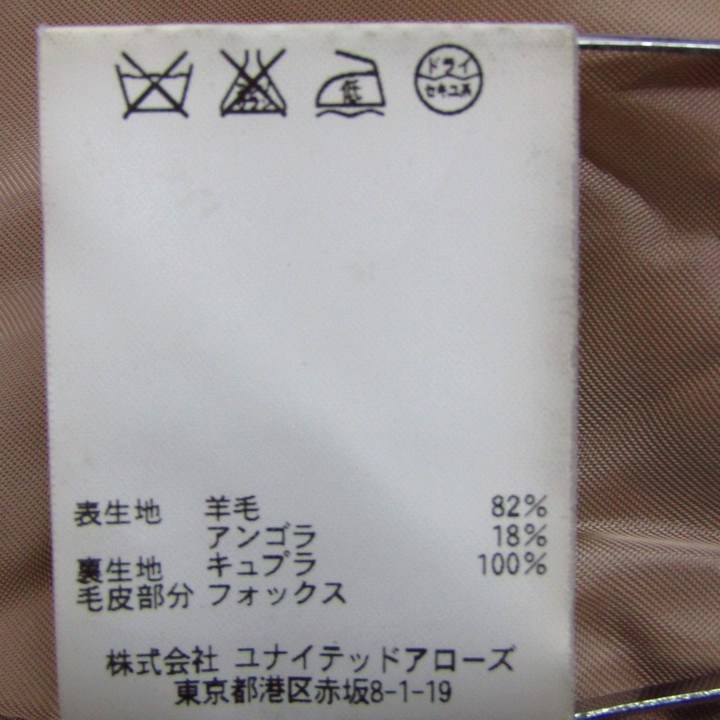 低
ドライ
セキユ系
表生地 羊毛 82%
アンゴラ 18%
裏生地 キュプラ 100%
毛皮部分 フォックス
株式会社 ユナイテッドアローズ
東京都港区赤坂8-1-19